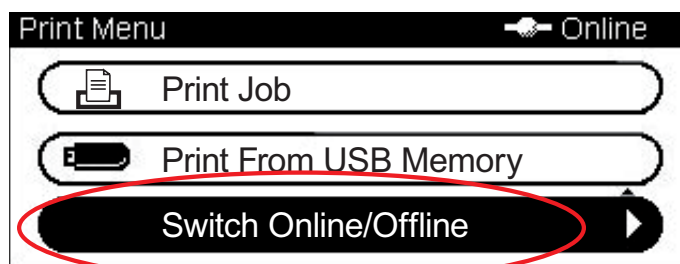 Print Menu Online
Print Job
Print From USB Memory
Switch Online/Offline